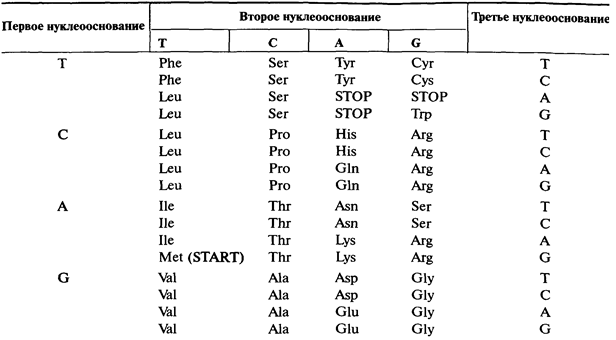 Первое нуклеооснование Второе нуклеооснование Третье нуклеооснование
T C A G
T Phe Ser Tyr Cyr T
Phe Ser Tyr Cys C
Leu Ser STOP STOP A
Leu Ser STOP Trp G
C Leu Pro His Arg T
Leu Pro His Arg C
Leu Pro Gln Arg A
Leu Pro Gln Arg G
A Ile Thr Asn Ser T
Ile Thr Asn Ser C
Ile Thr Lys Arg A
Met (START) Thr Lys Arg G
G Val Ala Asp Gly T
Val Ala Asp Gly C
Val Ala Glu Gly A
Val Ala Glu Gly G